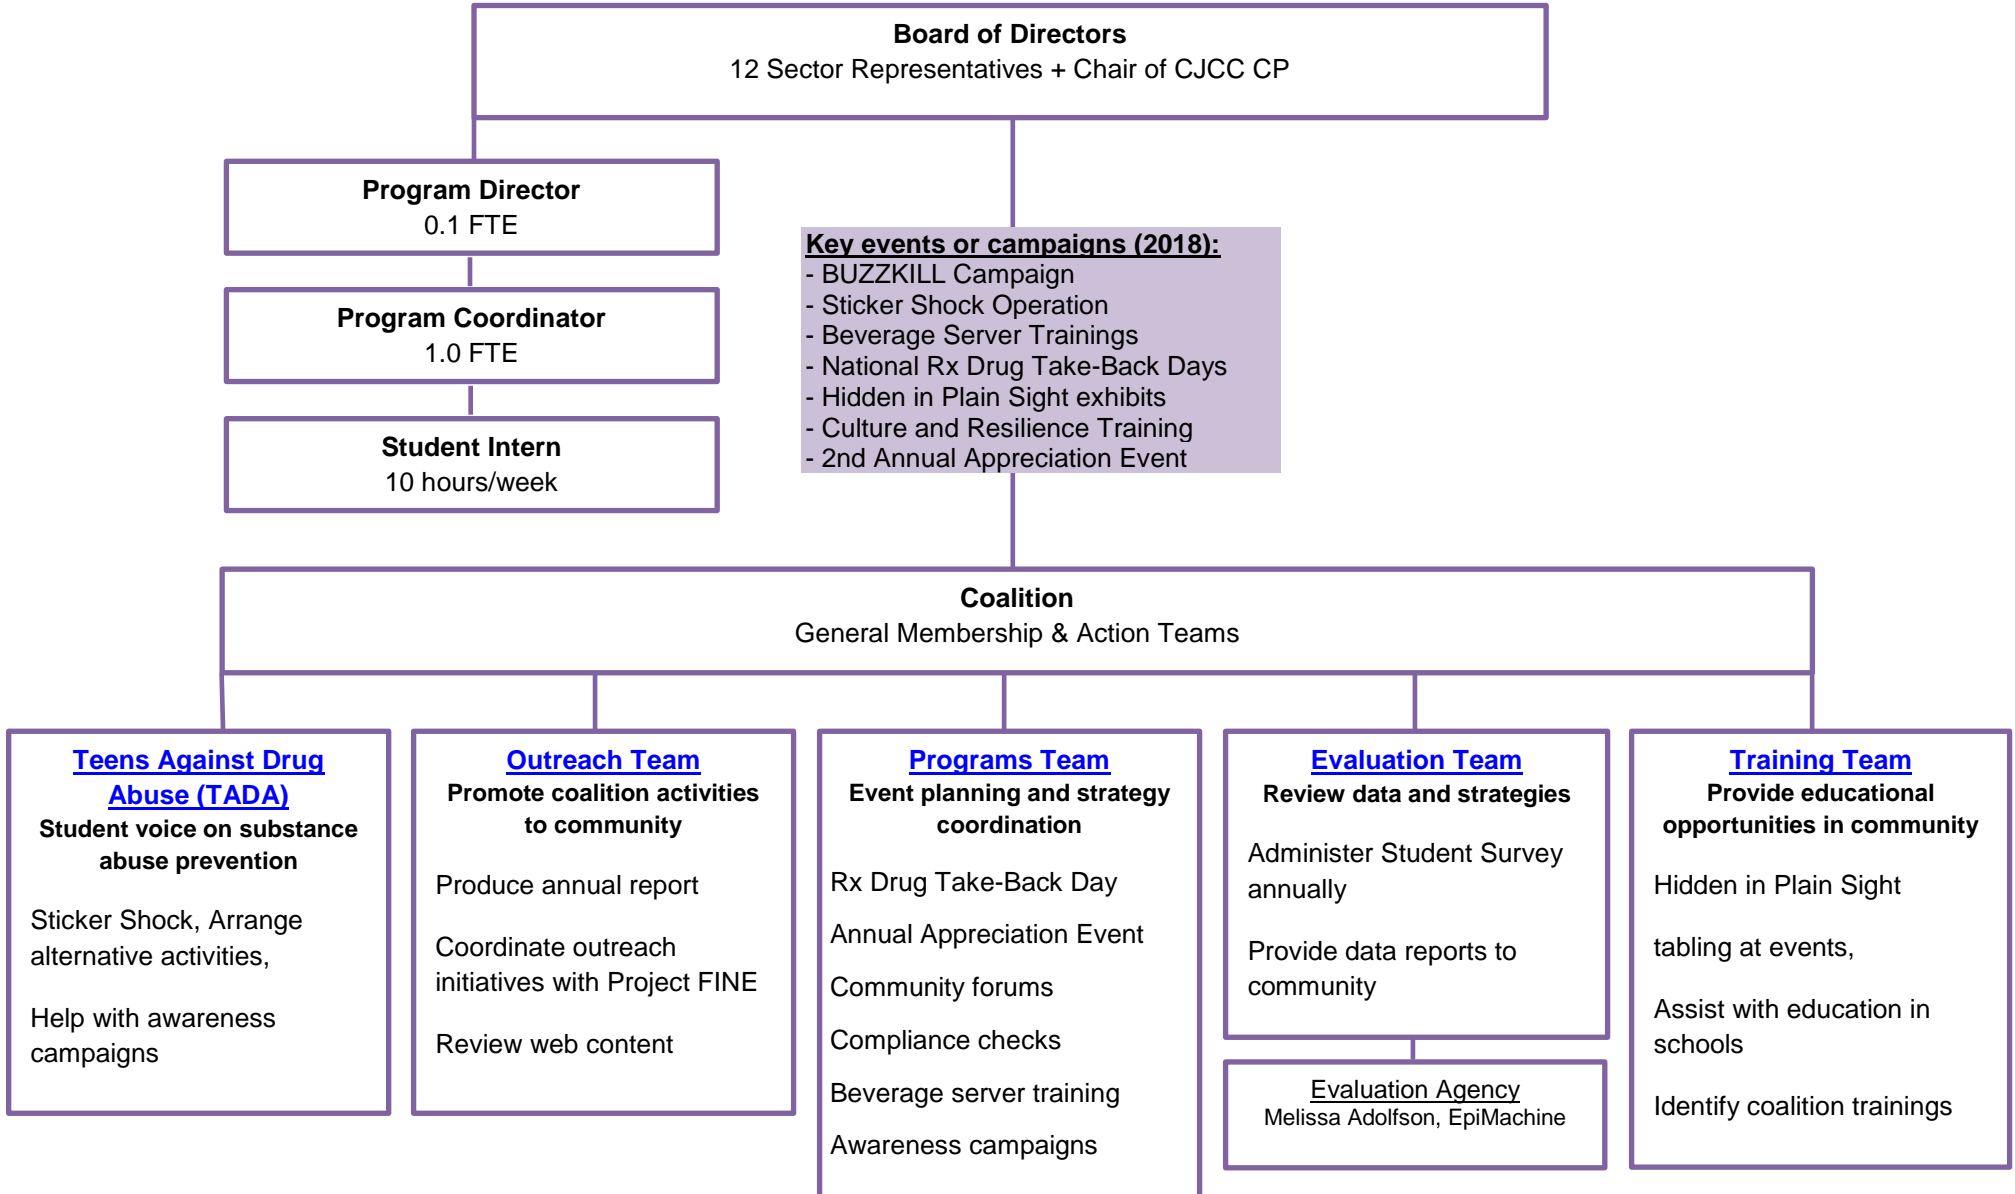 Board of Directors
12 Sector Representatives + Chair of CJCC CP
Program Director
0.1 FTE
Program Coordinator
1.0 FTE
Student Intern
10 hours/week
Key events or campaigns (2018):
- BUZZKILL Campaign
- Sticker Shock Operation
- Beverage Server Trainings
- National Rx Drug Take-Back Days
- Hidden in Plain Sight exhibits
- Culture and Resilience Training
- 2nd Annual Appreciation Event
Coalition
General Membership & Action Teams
Teens Against Drug
Abuse (TADA)
Student voice on substance
abuse prevention
Sticker Shock, Arrange
alternative activities,
Help with awareness
campaigns
Outreach Team
Promote coalition activities
to community
Produce annual report
Coordinate outreach
initiatives with Project FINE
Review web content
Programs Team
Event planning and strategy
coordination
Rx Drug Take-Back Day
Annual Appreciation Event
Community forums
Compliance checks
Beverage server training
Awareness campaigns
Evaluation Team
Review data and strategies
Administer Student Survey
annually
Provide data reports to
community
Evaluation Agency
Melissa Adolfson, EpiMachine
Training Team
Provide educational
opportunities in community
Hidden in Plain Sight
tabling at events,
Assist with education in
schools
Identify coalition trainings